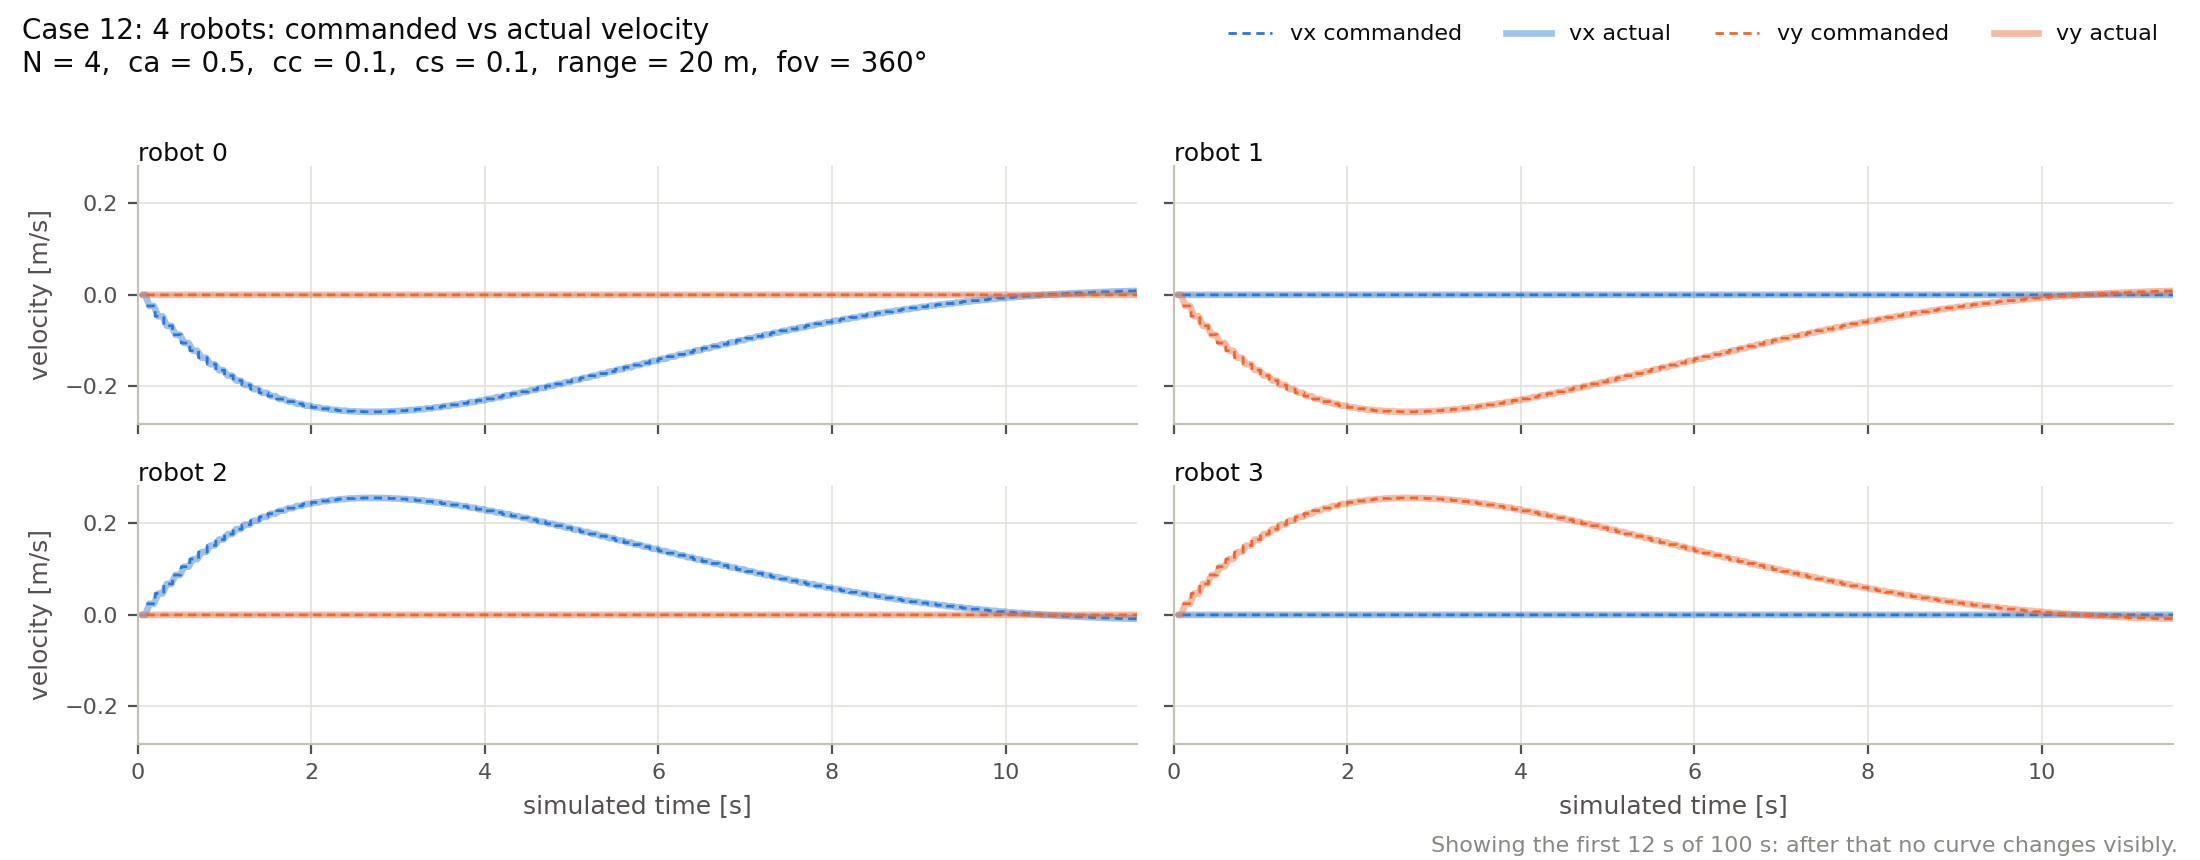 Case 12: 4 robots: commanded vs actual velocity
N = 4,  ca = 0.5,  cc = 0.1,  cs = 0.1,  range = 20 m,  fov = 360°
vx commanded
vx actual
vy commanded
vy actual
robot 0
robot 1
velocity [m/s]
0.2
0.0
−0.2
robot 2
robot 3
velocity [m/s]
0.2
0.0
−0.2
0 2 4 6 8 10
0 2 4 6 8 10
simulated time [s]
simulated time [s]
Showing the first 12 s of 100 s: after that no curve changes visibly.